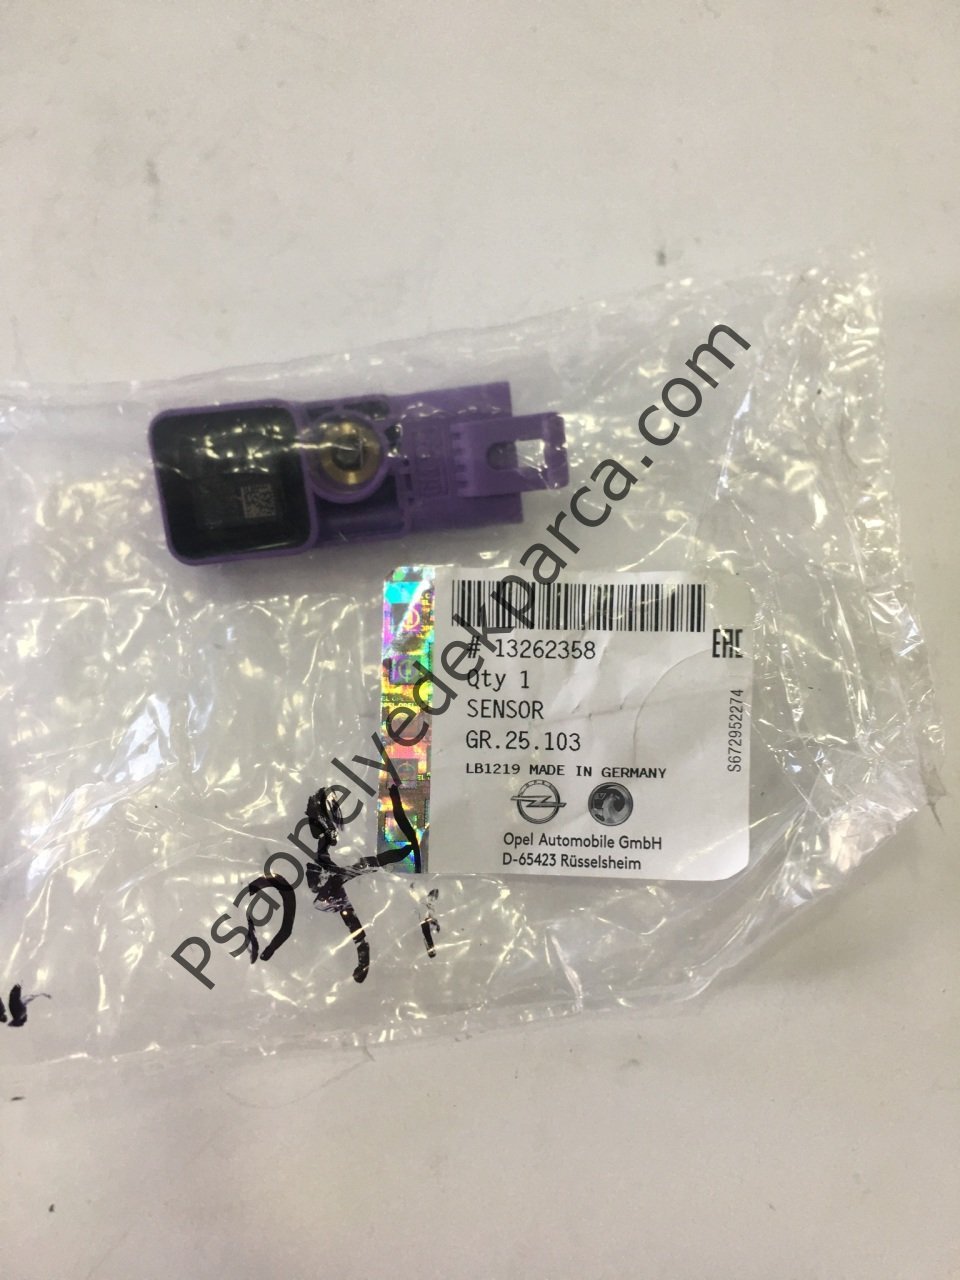 # 13262358
EAC
Qty 1
SENSOR
GR.25.103
LB1219 MADE IN GERMANY
S672952274
Opel Automobile GmbH
D-65423 Rüsselsheim
Psaopelyedekparca.com